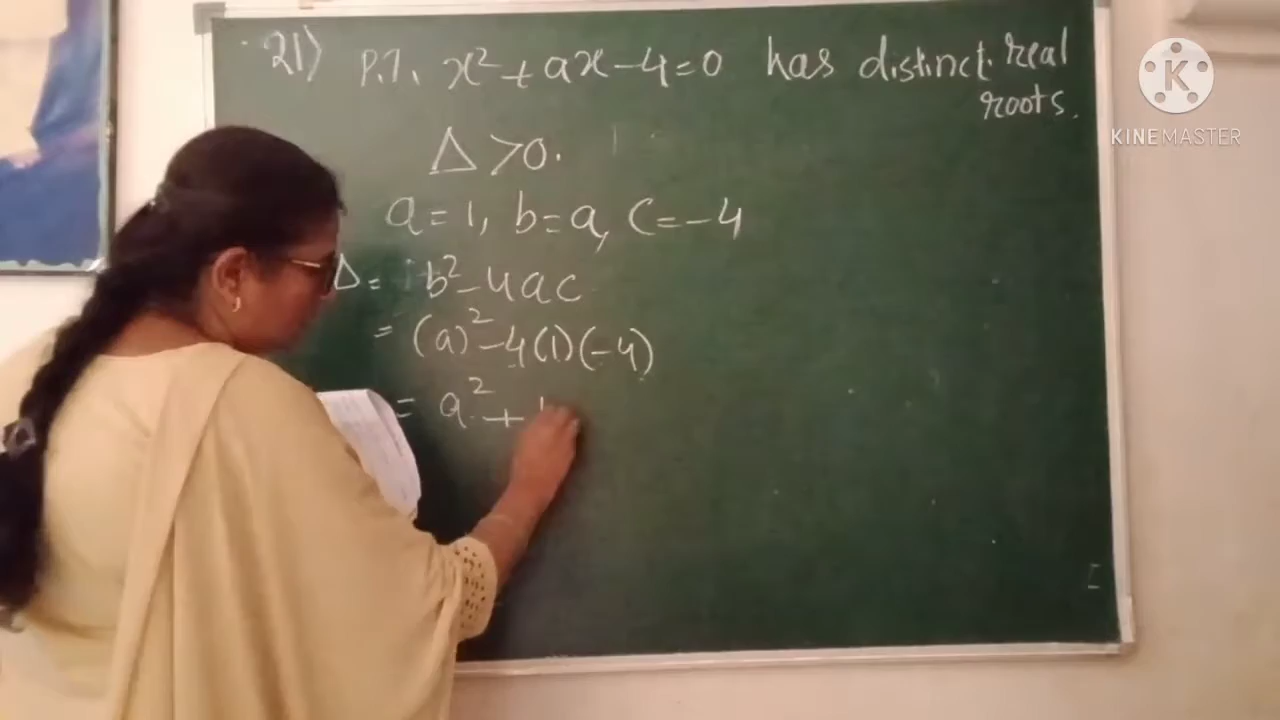 21) P.T. x²+ax-4=0 has distinct real
roots.
Δ>0.
a=1, b=a, c=-4
Δ= b²-4ac
=(a)²-4(1)(-4)
= a²+
K
KINEMASTER